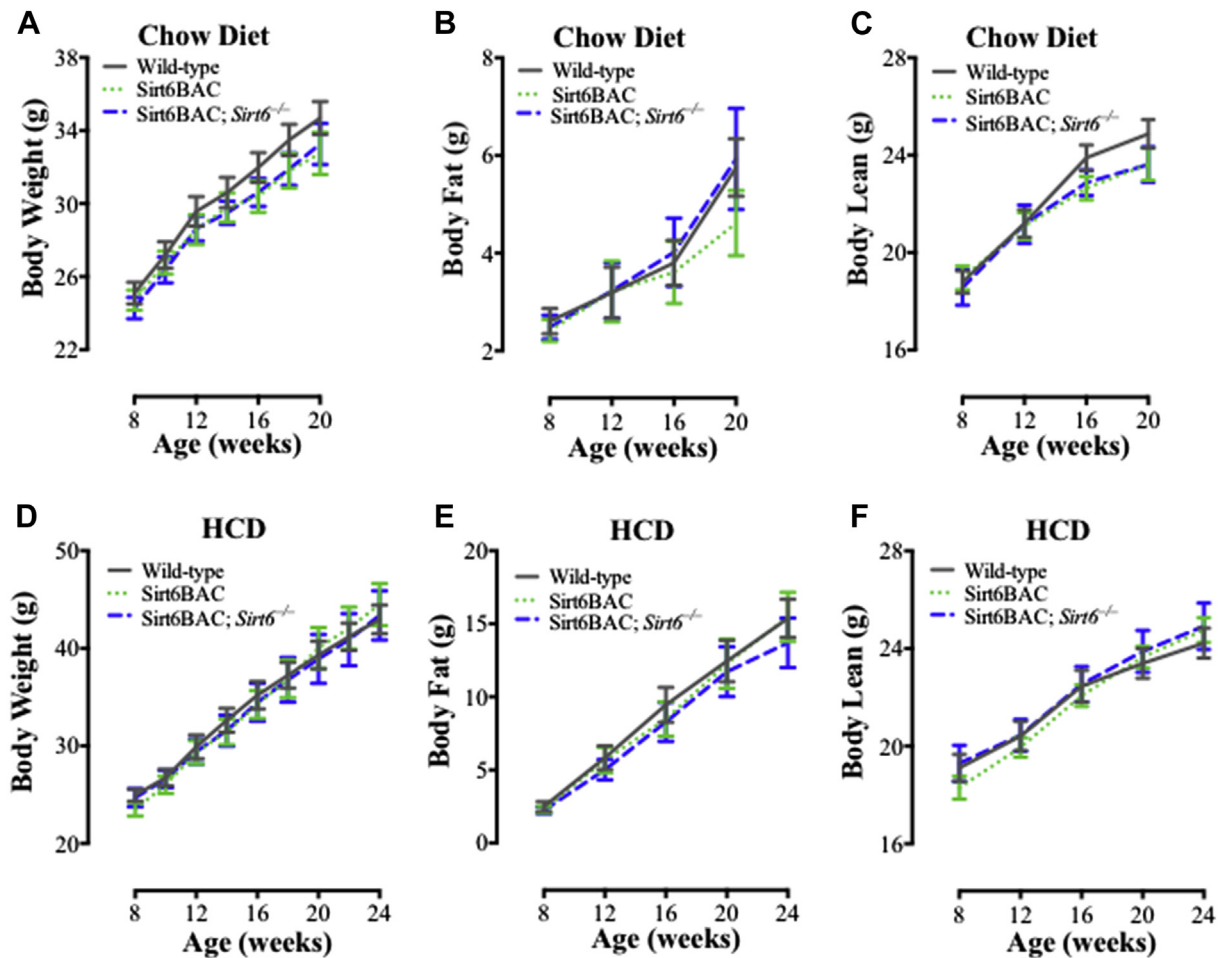 A
Chow Diet
38
34
30
26
22
Body Weight (g)
Wild-type
Sirt6BAC
Sirt6BAC; Sirt6–/–
8 12 16 20
Age (weeks)
B
Chow Diet
8
6
4
2
Body Fat (g)
Wild-type
Sirt6BAC
Sirt6BAC; Sirt6–/–
8 12 16 20
Age (weeks)
C
Chow Diet
28
24
20
16
Body Lean (g)
Wild-type
Sirt6BAC
Sirt6BAC; Sirt6–/–
8 12 16 20
Age (weeks)
D
HCD
50
40
30
20
Body Weight (g)
Wild-type
Sirt6BAC
Sirt6BAC; Sirt6–/–
8 12 16 20 24
Age (weeks)
E
HCD
20
15
10
5
0
Body Fat (g)
Wild-type
Sirt6BAC
Sirt6BAC; Sirt6–/–
8 12 16 20 24
Age (weeks)
F
HCD
28
24
20
16
Body Lean (g)
Wild-type
Sirt6BAC
Sirt6BAC; Sirt6–/–
8 12 16 20 24
Age (weeks)